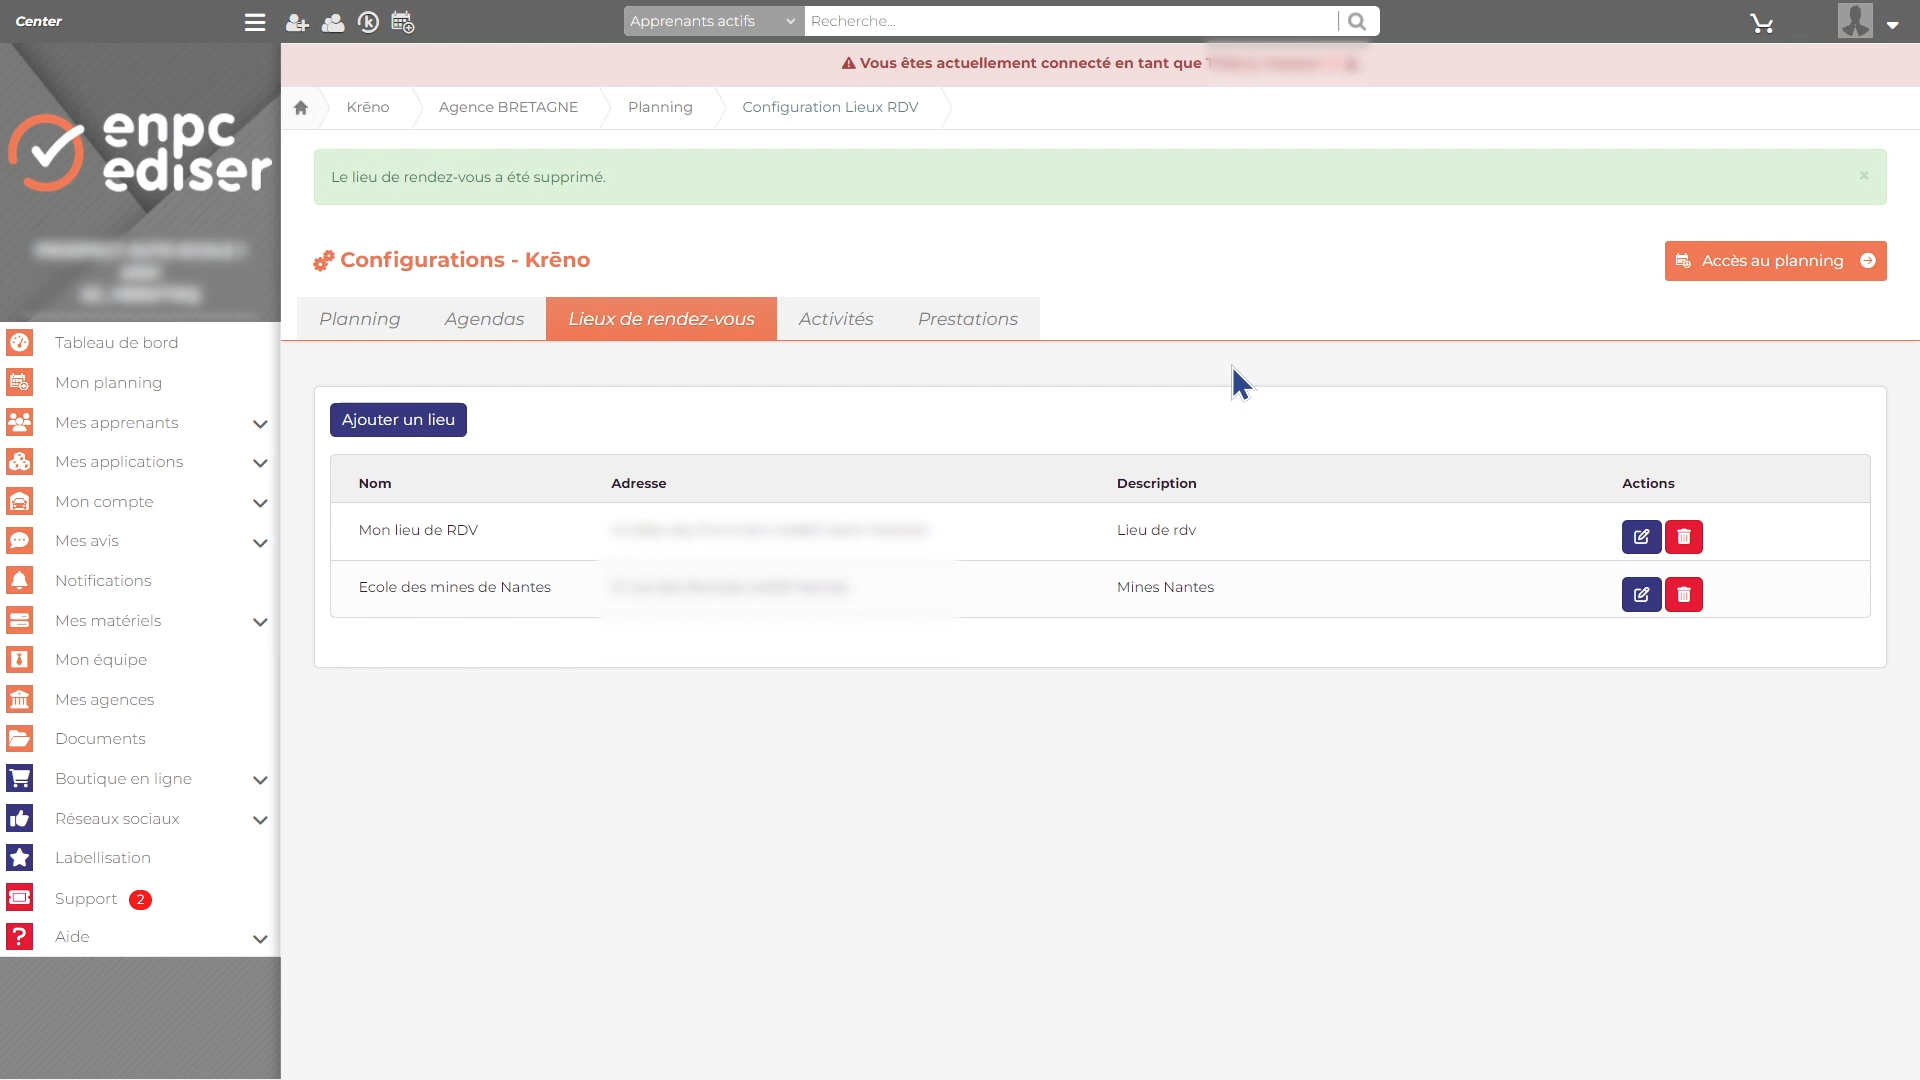 Center
Apprenants actifs
Recherche...
Vous êtes actuellement connecté en tant que
Krēno
Agence BRETAGNE
Planning
Configuration Lieux RDV
enpc
ediser
Le lieu de rendez-vous a été supprimé.
×
Configurations - Krēno
Accès au planning
Planning
Agendas
Lieux de rendez-vous
Activités
Prestations
Tableau de bord
Mon planning
Mes apprenants
Mes applications
Mon compte
Mes avis
Notifications
Mes matériels
Mon équipe
Mes agences
Documents
Boutique en ligne
Réseaux sociaux
Labellisation
Support 2
Aide
Ajouter un lieu
Nom Adresse Description Actions
Mon lieu de RDV Lieu de rdv
Ecole des mines de Nantes Mines Nantes